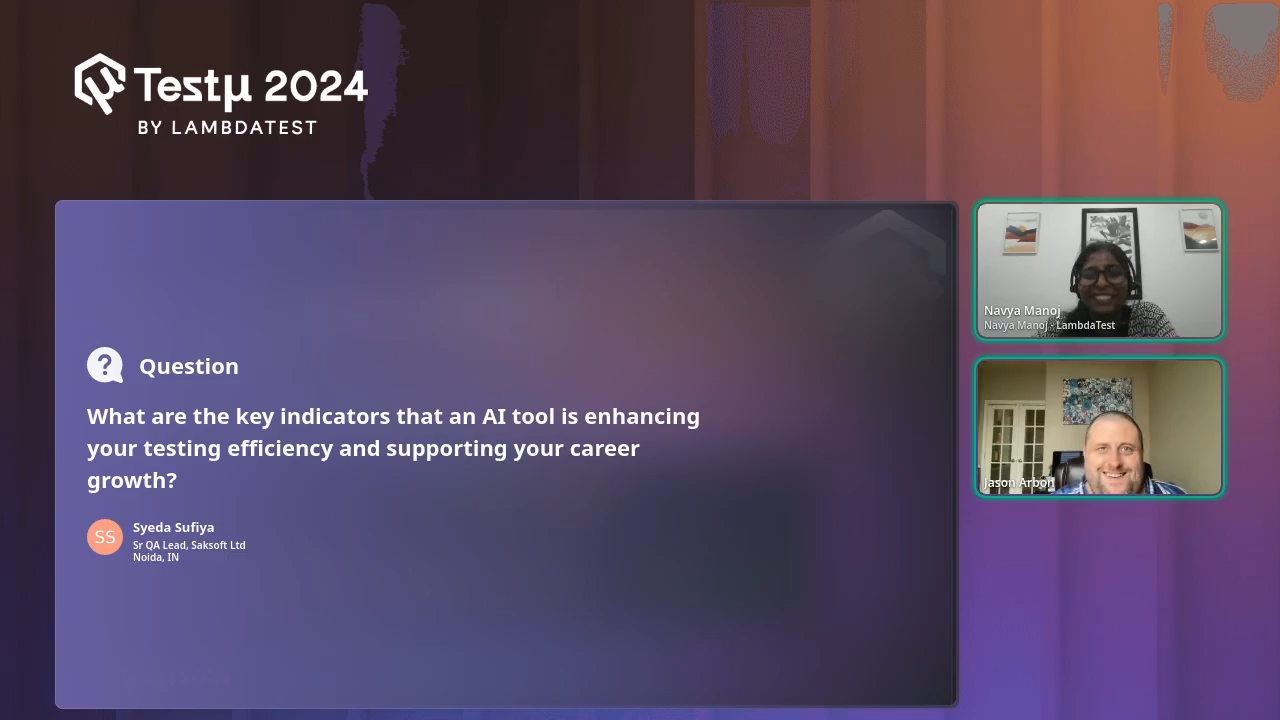 Testμ 2024
BY LAMBDATEST
Question
What are the key indicators that an AI tool is enhancing
your testing efficiency and supporting your career
growth?
SS
Syeda Sufiya
Sr QA Lead, Saksoft Ltd
Noida, IN
Navya Manoj
Navya Manoj - LambdaTest
Jason Arbon